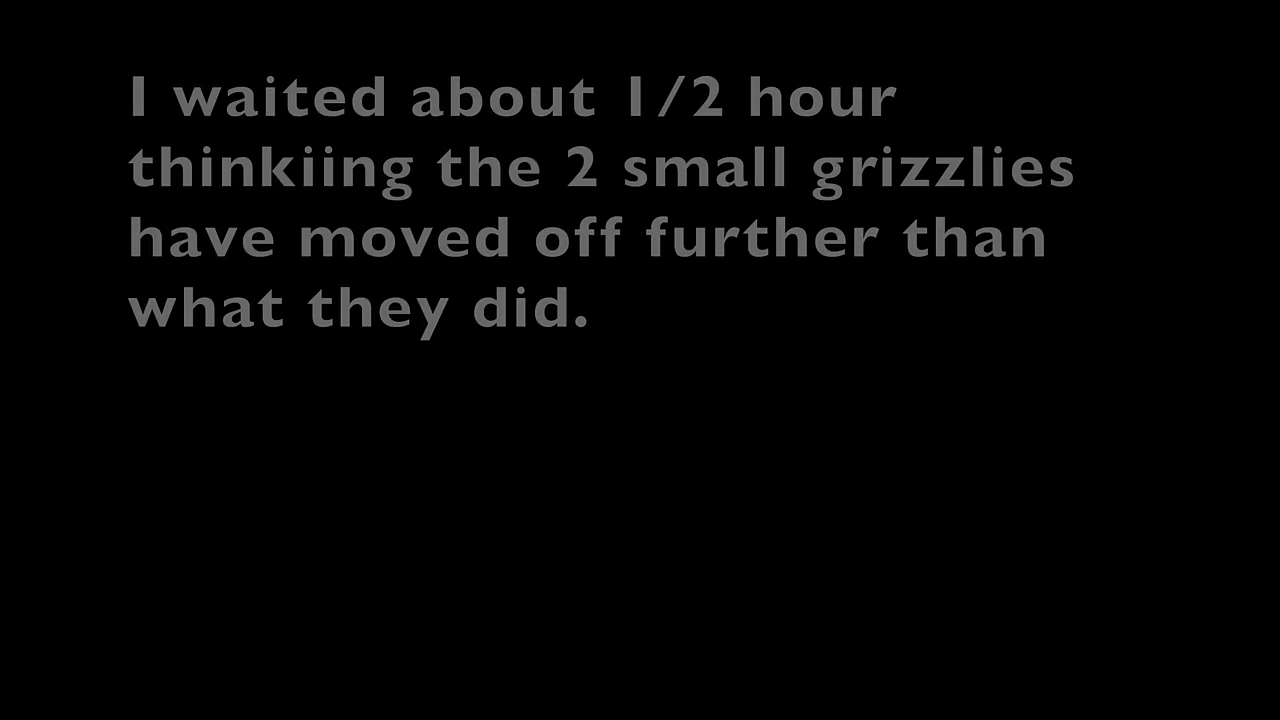 I waited about 1/2 hour
thinkiing the 2 small grizzlies
have moved off further than
what they did.